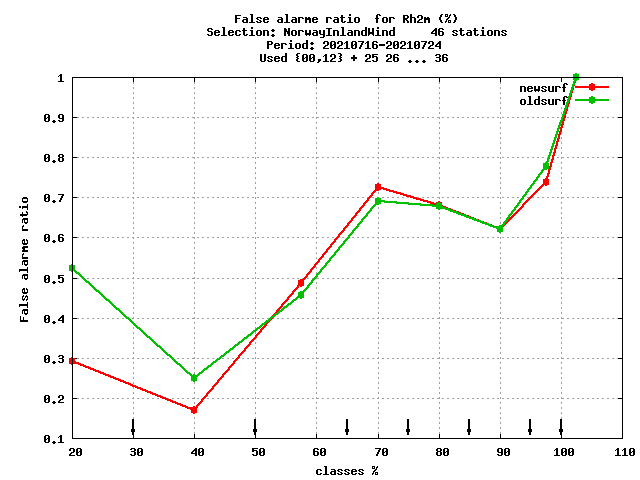 False alarme ratio  for Rh2m (%)
Selection: NorwayInlandWind     46 stations
Period: 20210716-20210724
Used {00,12} + 25 26 ... 36
newsurf
oldsurf
1
0.9
0.8
0.7
0.6
0.5
0.4
0.3
0.2
0.1
False alarme ratio
20 30 40 50 60 70 80 90 100 110
classes %